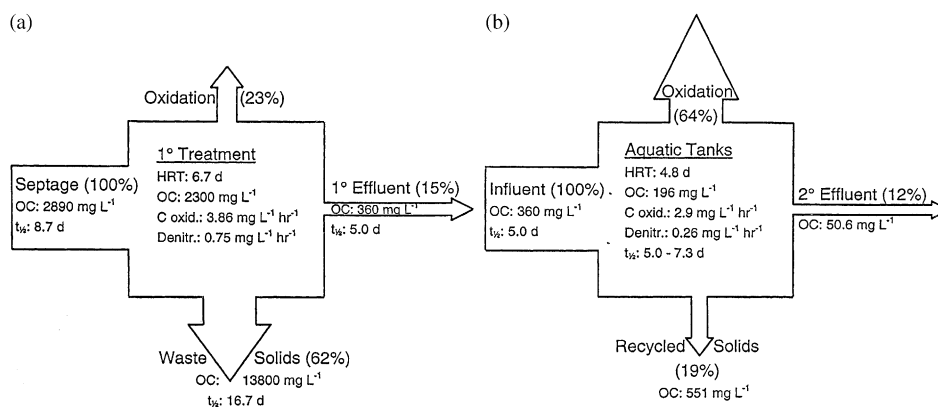 (a)
Oxidation (23%)
1° Treatment
HRT: 6.7 d
OC: 2300 mg L⁻¹
C oxid.: 3.86 mg L⁻¹ hr⁻¹
Denitr.: 0.75 mg L⁻¹ hr⁻¹
Septage (100%)
OC: 2890 mg L⁻¹
t½: 8.7 d
1° Effluent (15%)
OC: 360 mg L⁻¹
t½: 5.0 d
Waste Solids (62%)
OC: 13800 mg L⁻¹
t½: 16.7 d
(b)
Oxidation
(64%)
Aquatic Tanks
HRT: 4.8 d
OC: 196 mg L⁻¹
C oxid.: 2.9 mg L⁻¹ hr⁻¹
Denitr.: 0.26 mg L⁻¹ hr⁻¹
t½: 5.0 - 7.3 d
Influent (100%)
OC: 360 mg L⁻¹
t½: 5.0 d
2° Effluent (12%)
OC: 50.6 mg L⁻¹
Recycled Solids
(19%)
OC: 551 mg L⁻¹